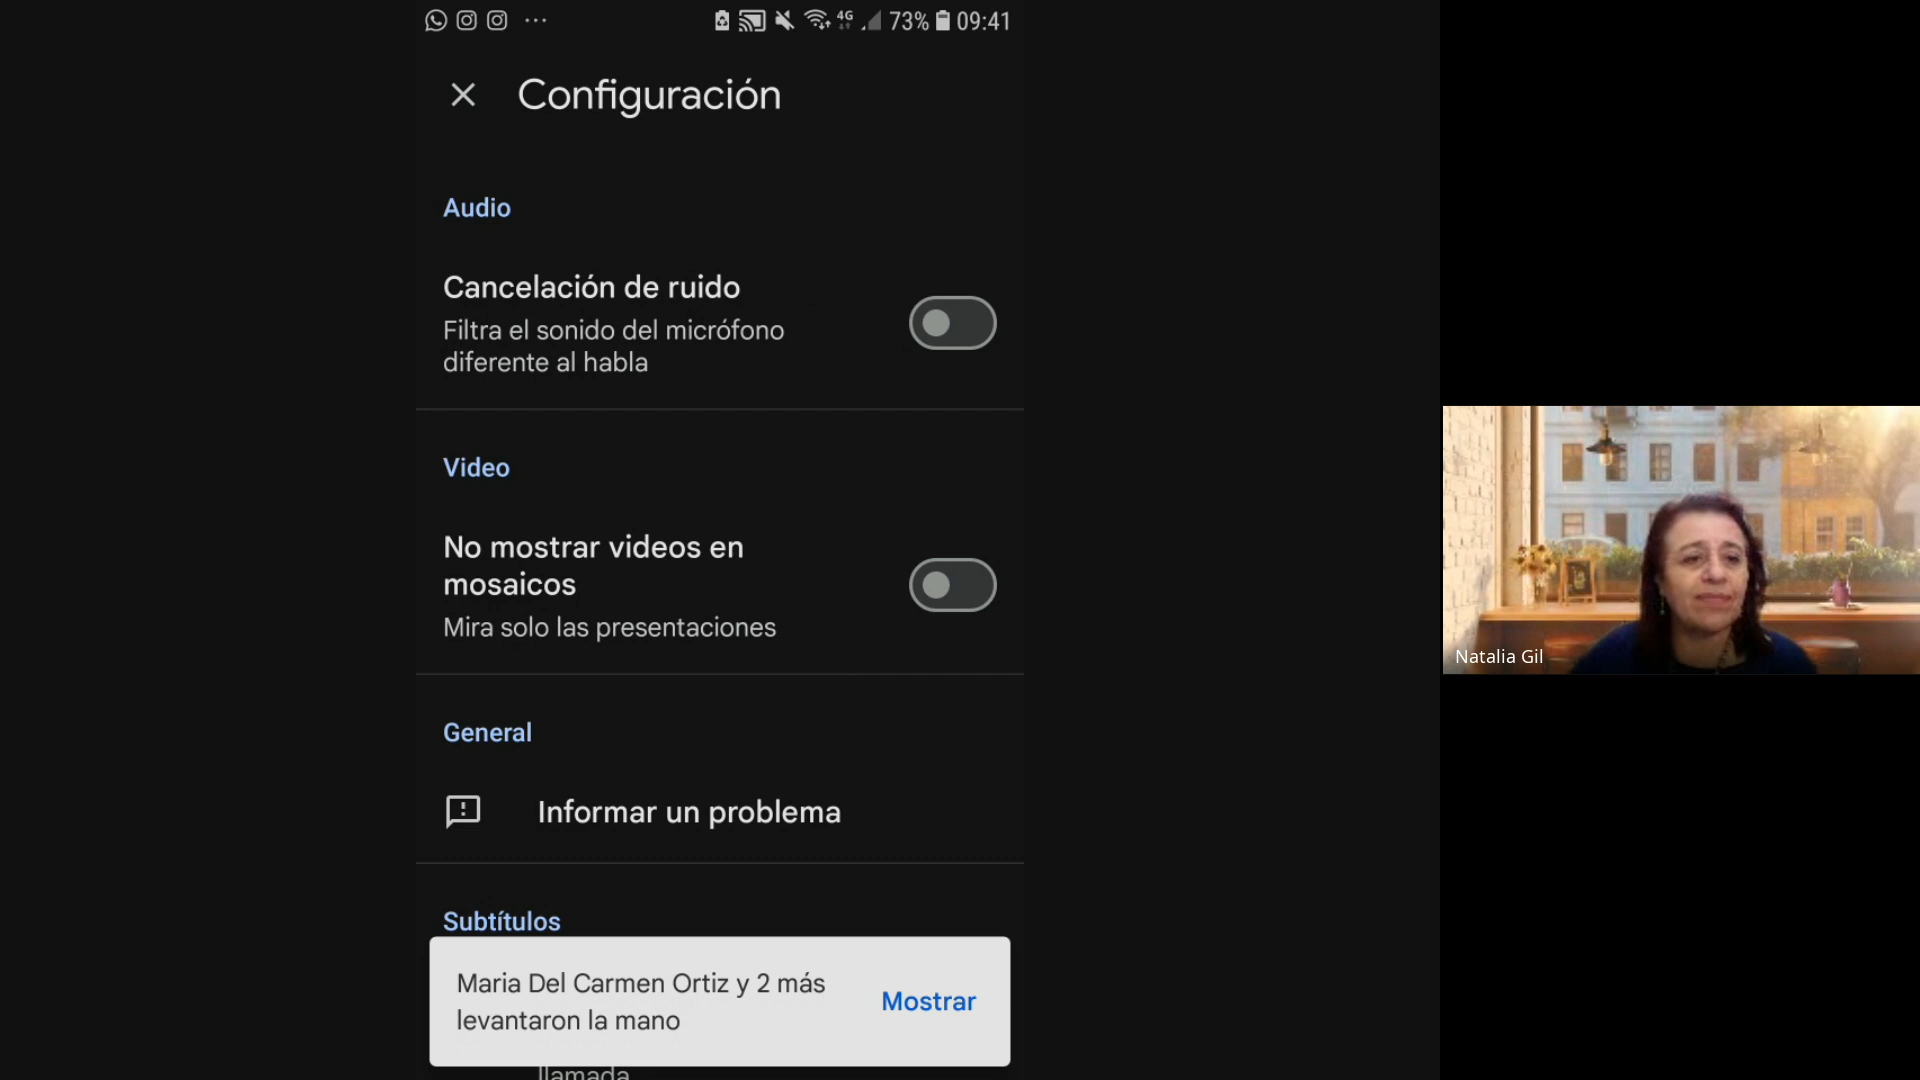 73% 09:41
4G
Configuración
Audio
Cancelación de ruido
Filtra el sonido del micrófono
diferente al habla
Video
No mostrar videos en
mosaicos
Mira solo las presentaciones
General
Informar un problema
Subtítulos
Maria Del Carmen Ortiz y 2 más
levantaron la mano
Mostrar
llamada
Natalia Gil